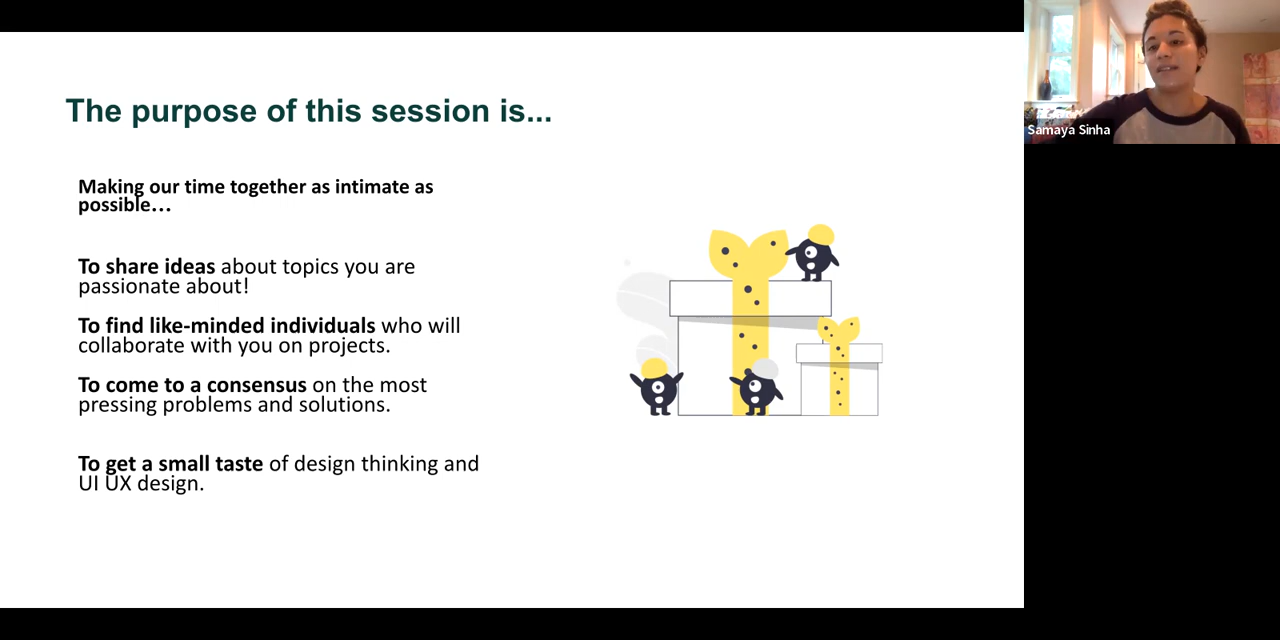 The purpose of this session is...
Making our time together as intimate as
possible…
To share ideas about topics you are
passionate about!
To find like-minded individuals who will
collaborate with you on projects.
To come to a consensus on the most
pressing problems and solutions.
To get a small taste of design thinking and
UI UX design.
Samaya Sinha